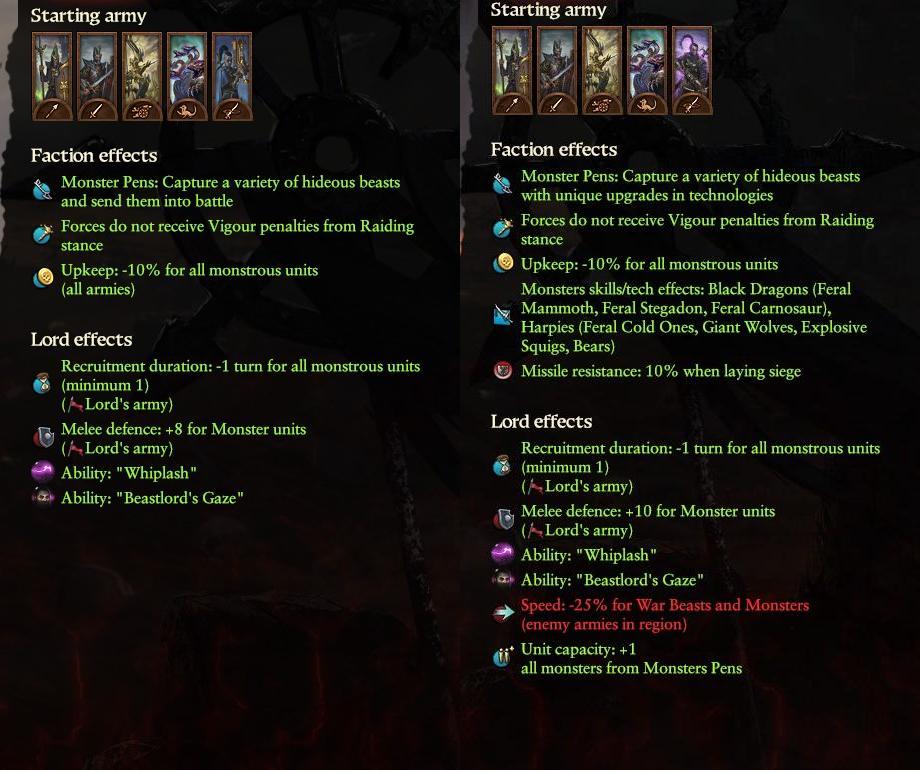 Starting army
Faction effects
Monster Pens: Capture a variety of hideous beasts
and send them into battle
Forces do not receive Vigour penalties from Raiding
stance
Upkeep: -10% for all monstrous units
(all armies)
Lord effects
Recruitment duration: -1 turn for all monstrous units
(minimum 1)
(Lord's army)
Melee defence: +8 for Monster units
(Lord's army)
Ability: "Whiplash"
Ability: "Beastlord's Gaze"
Starting army
Faction effects
Monster Pens: Capture a variety of hideous beasts
with unique upgrades in technologies
Forces do not receive Vigour penalties from Raiding
stance
Upkeep: -10% for all monstrous units
Monsters skills/tech effects: Black Dragons (Feral
Mammoth, Feral Stegadon, Feral Carnosaur),
Harpies (Feral Cold Ones, Giant Wolves, Explosive
Squigs, Bears)
Missile resistance: 10% when laying siege
Lord effects
Recruitment duration: -1 turn for all monstrous units
(minimum 1)
(Lord's army)
Melee defence: +10 for Monster units
(Lord's army)
Ability: "Whiplash"
Ability: "Beastlord's Gaze"
Speed: -25% for War Beasts and Monsters
(enemy armies in region)
Unit capacity: +1
all monsters from Monsters Pens